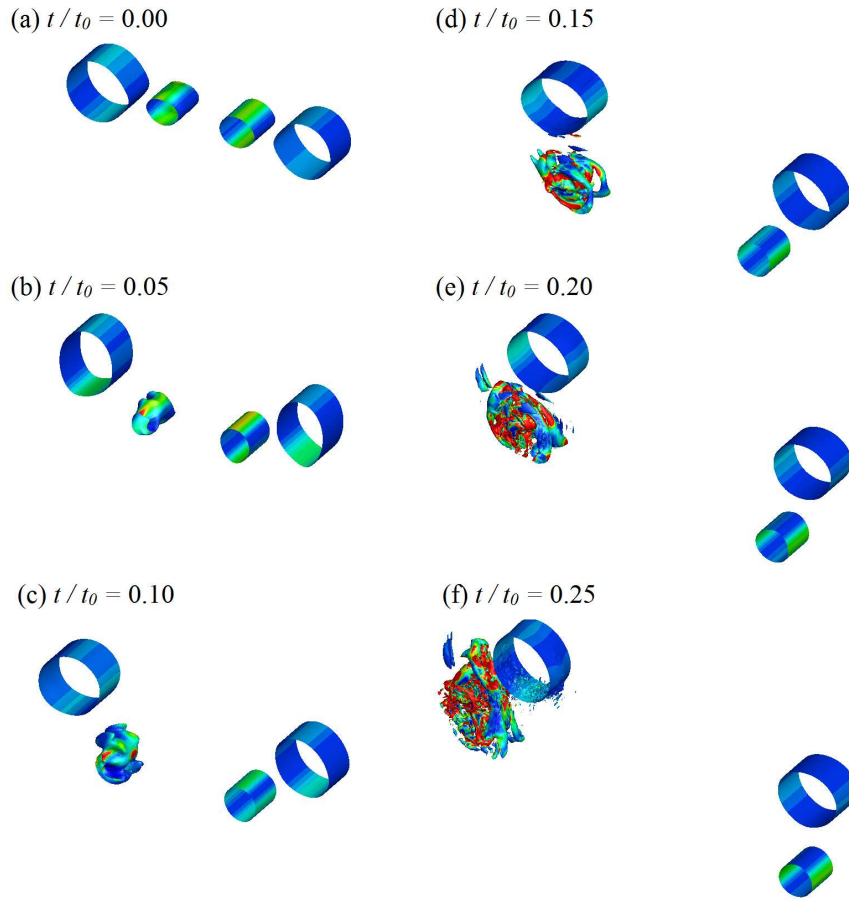 (a) t / t₀ = 0.00
(b) t / t₀ = 0.05
(c) t / t₀ = 0.10
(d) t / t₀ = 0.15
(e) t / t₀ = 0.20
(f) t / t₀ = 0.25